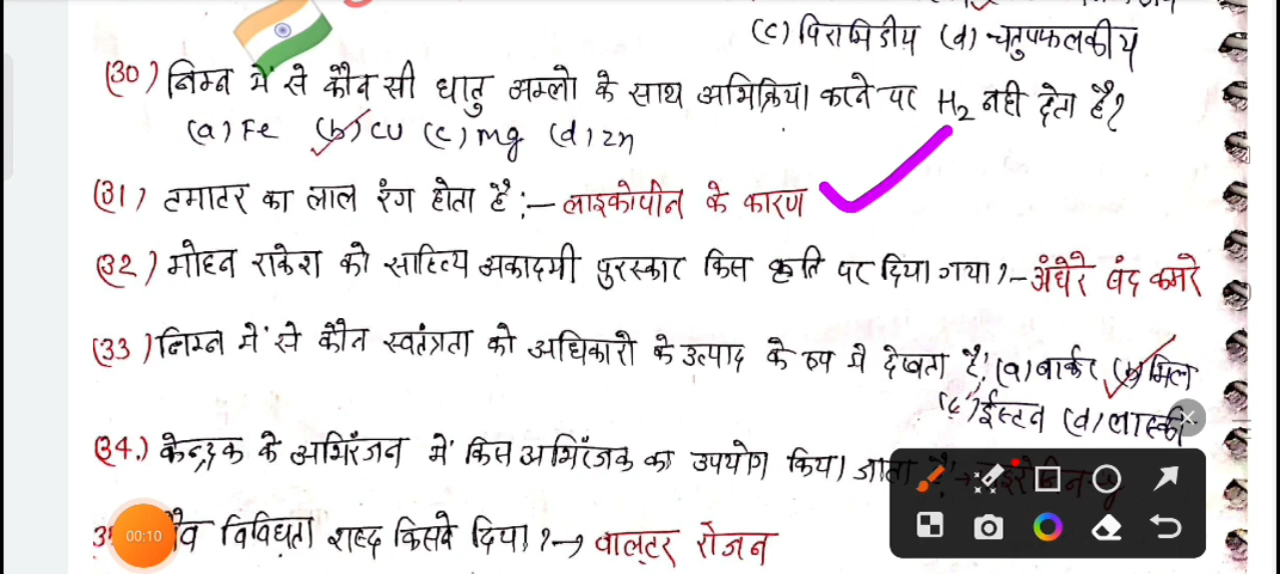 (c) पिरामिडीय (d) चतुष्फलकीय
(30) निम्न में से कौन सी धातु अम्लो के साथ अभिक्रिया करने पर H₂ नही देता है?
(a) Fe (b) Cu (c) mg (d) zn
(31) टमाटर का लाल रंग होता है:- लाइकोपीन के कारण
(32) मोहन राकेश को साहित्य अकादमी पुरस्कार किस कृति पर दिया गया?- अंधेरे बंद कमरे
(33) निम्न में से कौन स्वतंत्रता को अधिकारो के उत्पाद के रूप मे देखता है! (a) बार्कर (b) मिल
(c) ईस्टन (d) लास्की
(34.) केन्द्रक के अभिरंजन में किस अभिरंजक का उपयोग किया जाता
विविधता शब्द किसने दिया?→ वाल्टर रोजन
00:10